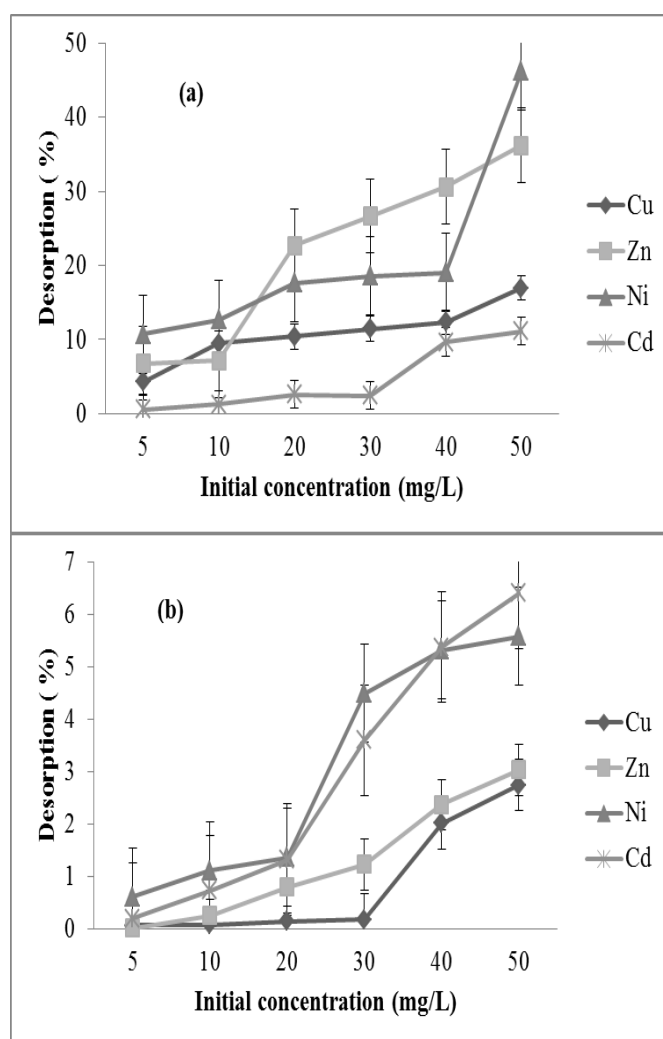 50
40
30
20
10
0
Desorption ( %)
(a)
5 10 20 30 40 50
Initial concentration (mg/L)
Cu
Zn
Ni
Cd
7
6
5
4
3
2
1
0
Desorption ( %)
(b)
5 10 20 30 40 50
Initial concentration (mg/L)
Cu
Zn
Ni
Cd